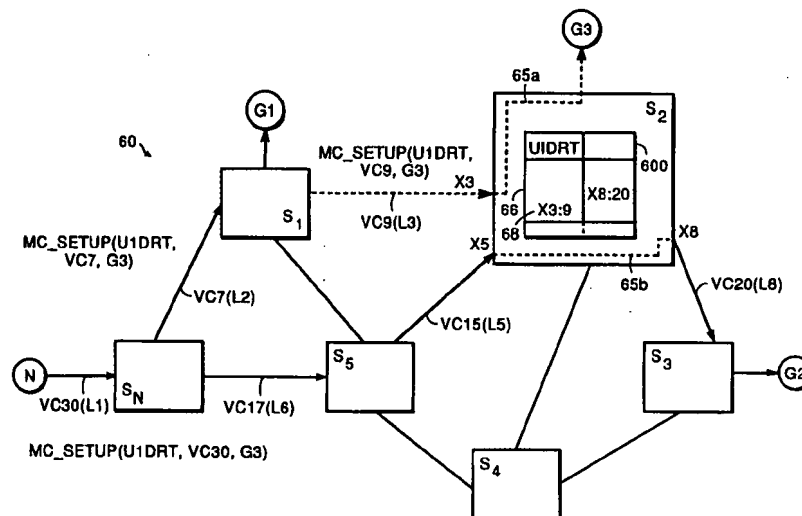 G3
65a
S2
60
G1
MC_SETUP(U1DRT,
VC9, G3)
X3
UIDRT
600
66
X8:20
68
X3:9
S1
VC9(L3)
MC_SETUP(U1DRT,
VC7, G3)
X5
X8
65b
VC7(L2)
VC20(L8)
VC15(L5)
S5
S3
N
SN
G2
VC30(L1)
VC17(L6)
MC_SETUP(U1DRT, VC30, G3)
S4